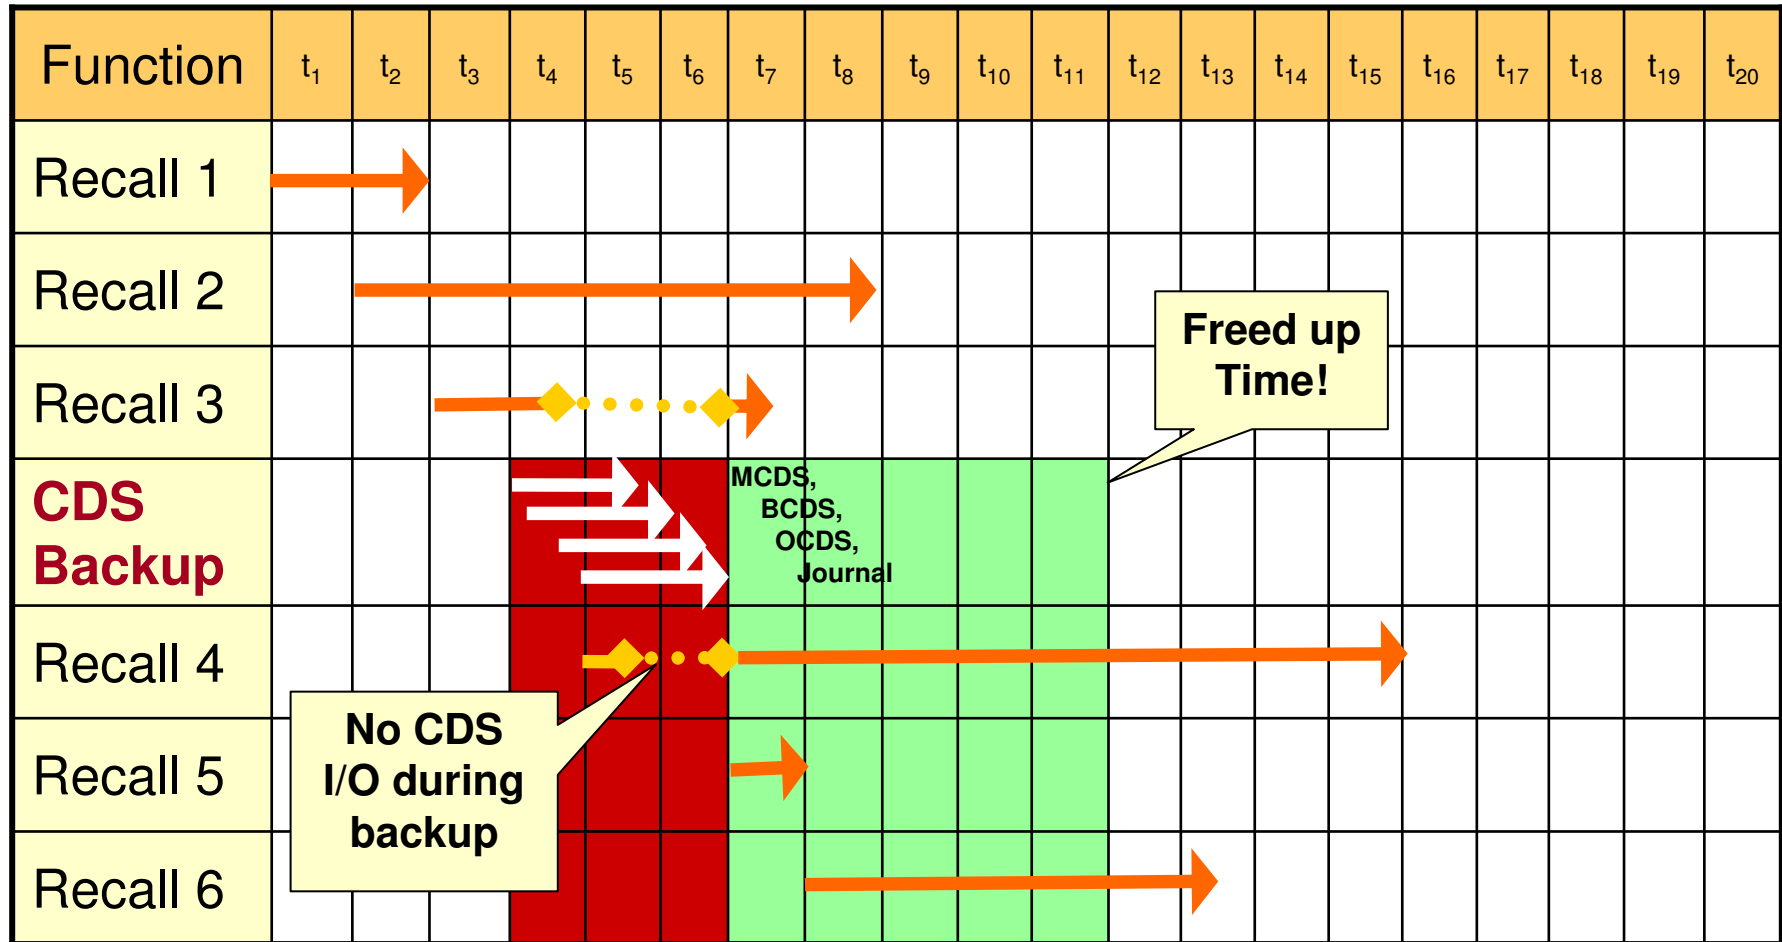 Function t₁ t₂ t₃ t₄ t₅ t₆ t₇ t₈ t₉ t₁₀ t₁₁ t₁₂ t₁₃ t₁₄ t₁₅ t₁₆ t₁₇ t₁₈ t₁₉ t₂₀
Recall 1
Recall 2
Freed up
Time!
Recall 3
CDS
Backup
MCDS,
BCDS,
OCDS,
Journal
Recall 4
No CDS
I/O during
backup
Recall 5
Recall 6